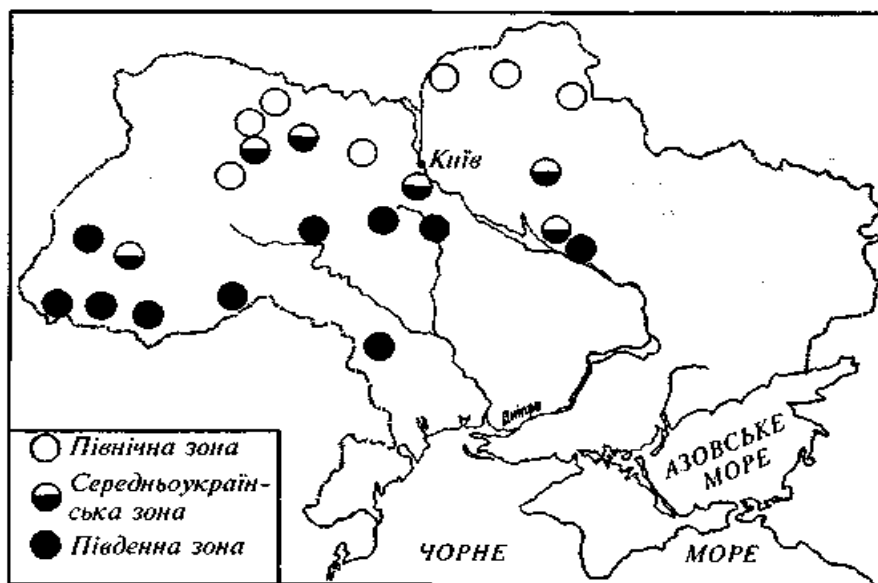 Київ
Дніпро
АЗОВСЬКЕ
МОРЕ
Північна зона
Середньоукраїн-
ська зона
Південна зона
ЧОРНЕ
МОРЕ